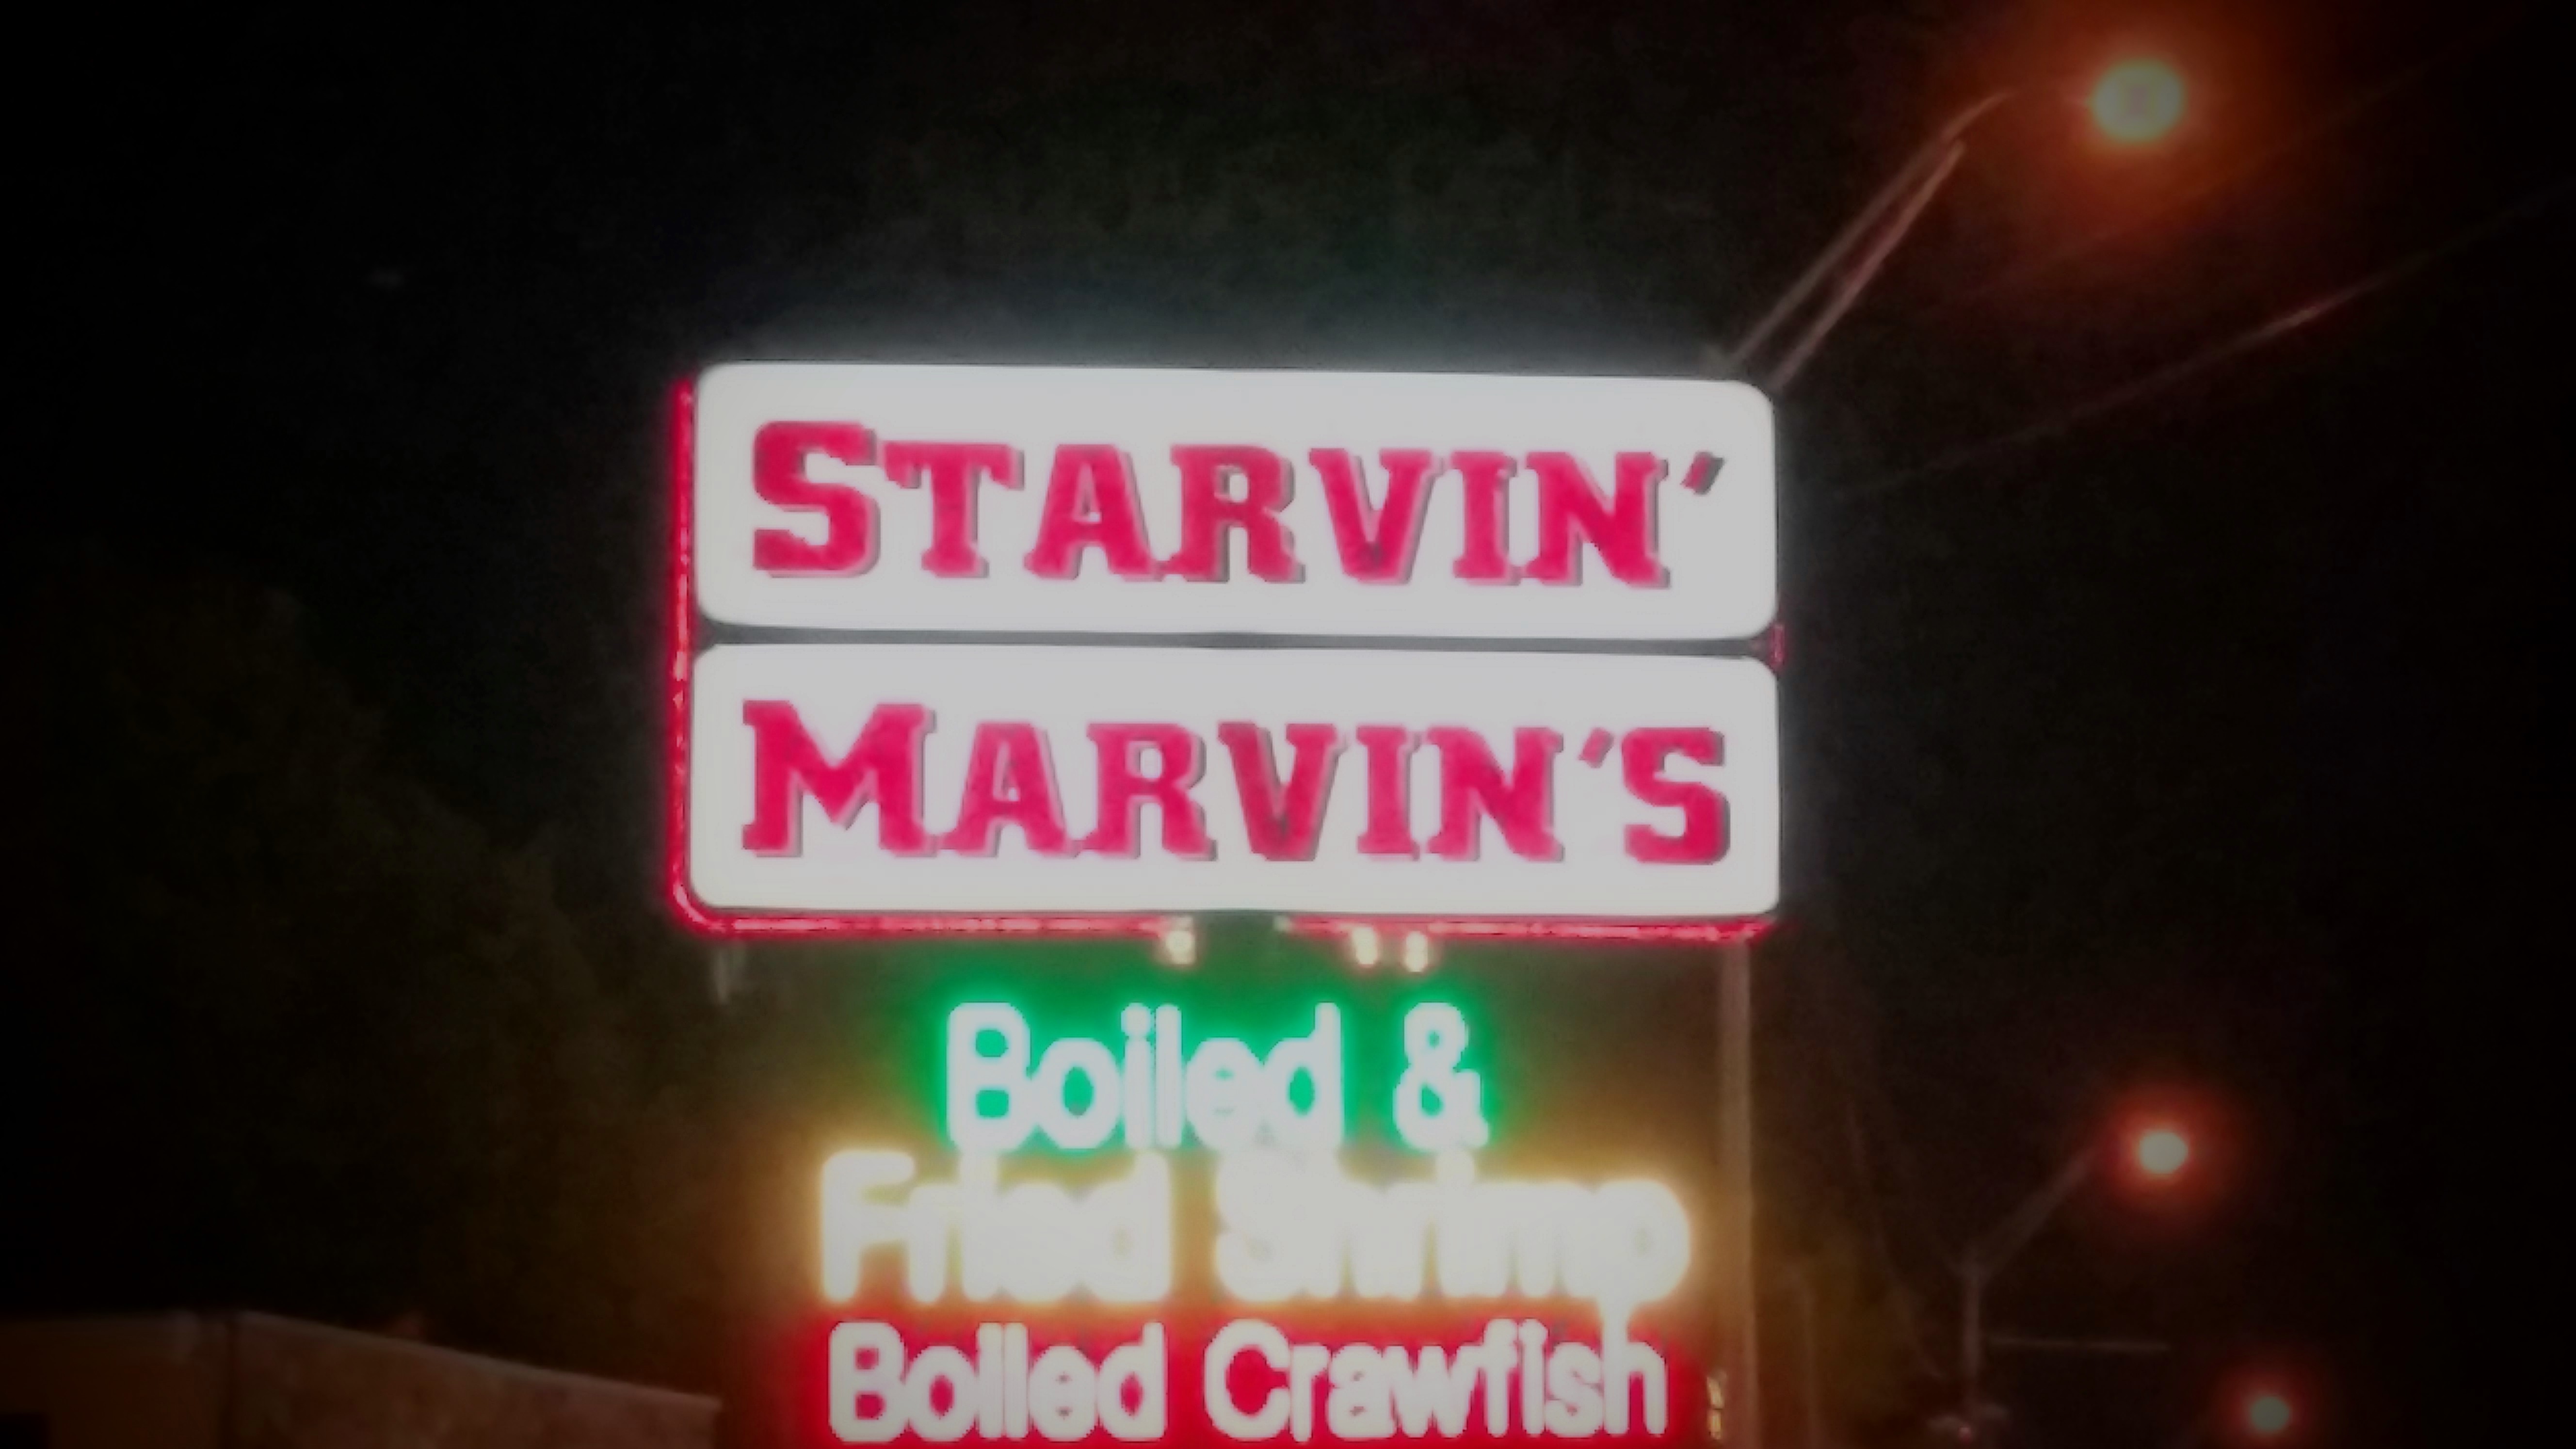 STARVIN'
MARVIN'S
Boiled &
Fried Shrimp
Boiled Crawfish